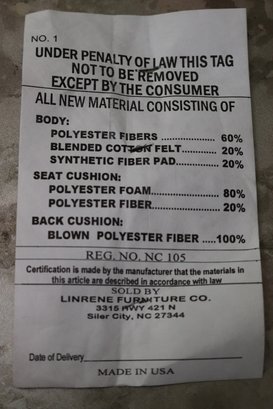 NO. 1
UNDER PENALTY OF LAW THIS TAG
NOT TO BE REMOVED
EXCEPT BY THE CONSUMER
ALL NEW MATERIAL CONSISTING OF
BODY:
POLYESTER FIBERS ..................... 60%
BLENDED COTTON FELT............. 20%
SYNTHETIC FIBER PAD............... 20%
SEAT CUSHION:
POLYESTER FOAM...................... 80%
POLYESTER FIBER...................... 20%
BACK CUSHION:
BLOWN POLYESTER FIBER .....100%
REG. NO. NC 105
Certification is made by the manufacturer that the materials in
this article are described in accordance with law
SOLD BY
LINRENE FURNITURE CO.
3315 HWY 421 N
Siler City, NC 27344
Date of Delivery
MADE IN USA